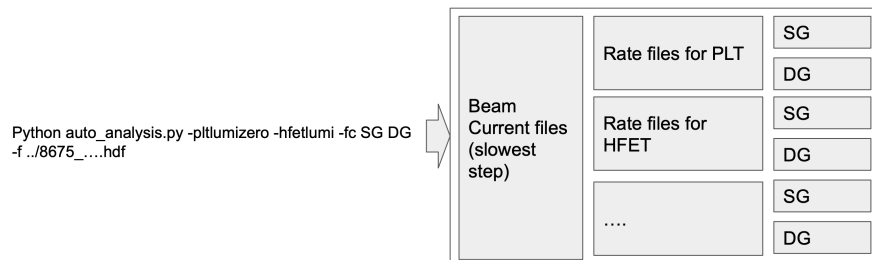 Python auto_analysis.py -pltlumizero -hfetlumi -fc SG DG
-f ../8675_....hdf
Beam
Current files
(slowest
step)
Rate files for PLT
SG
DG
Rate files for
HFET
SG
DG
....
SG
DG